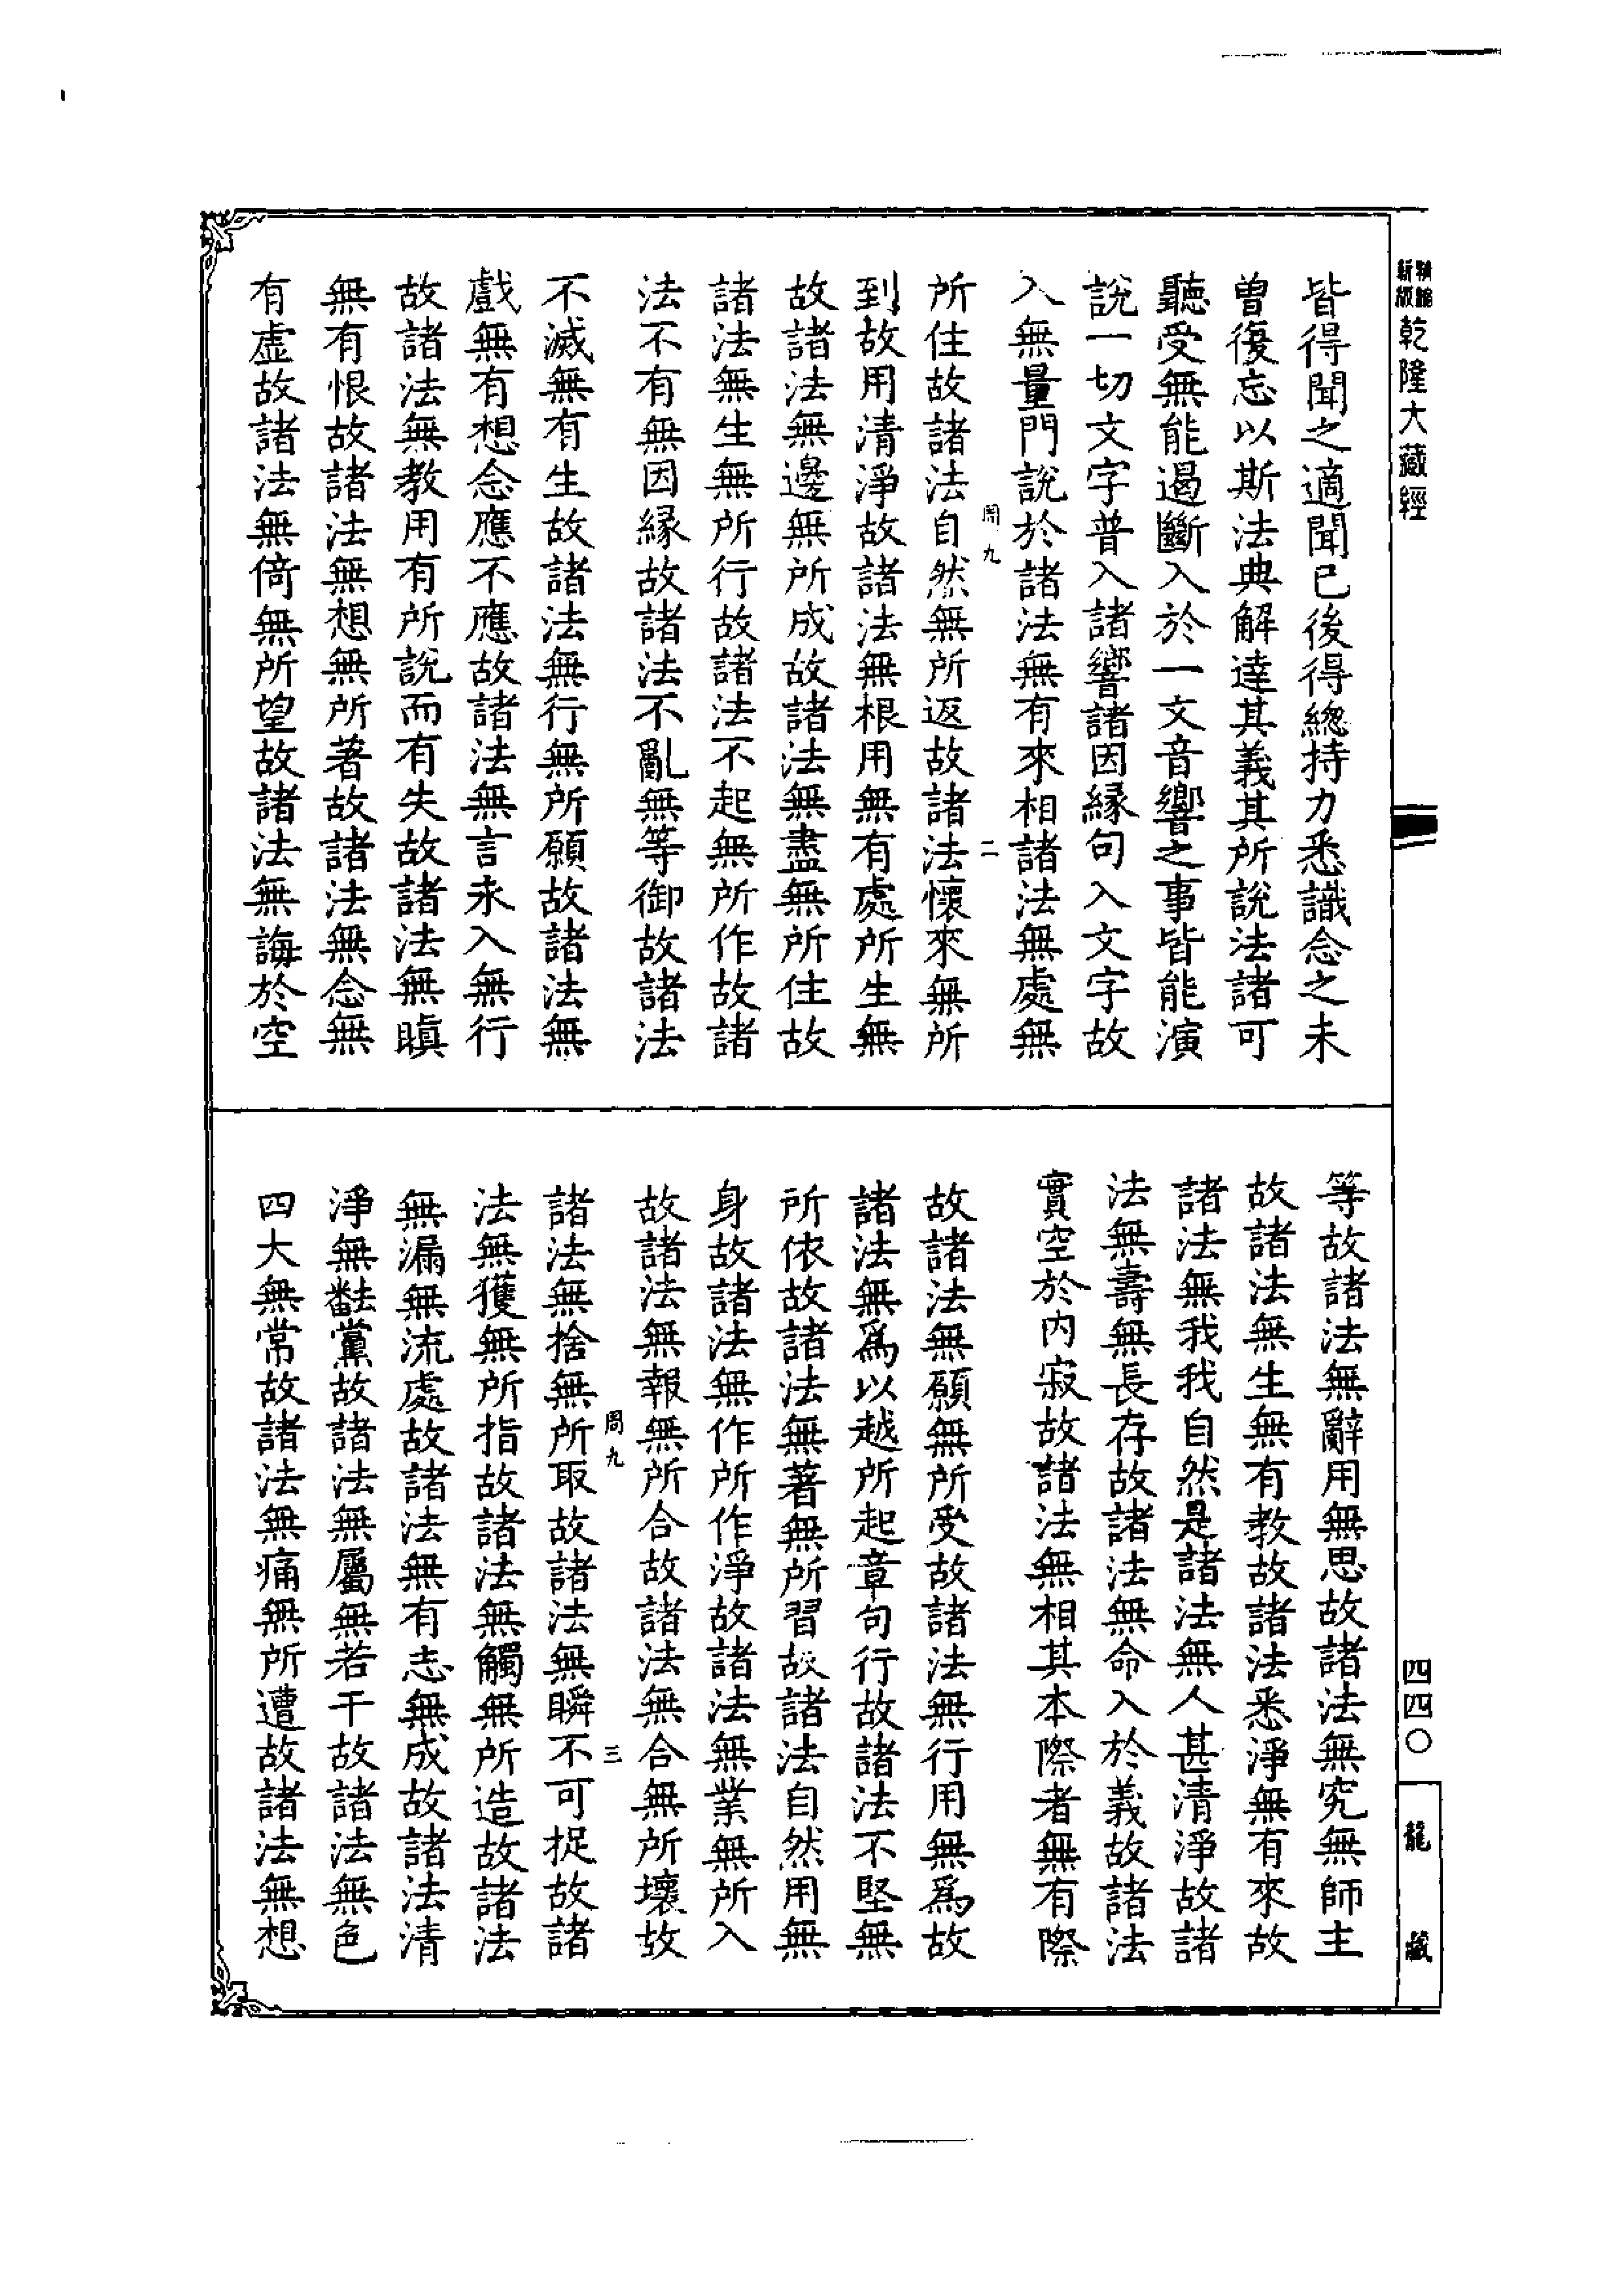 新版
精縮
乾隆大藏經
皆得聞之適聞已後得總持力悉識念之未
曾復忘以斯法典解達其義其所說法諸可
聽受無能遏斷入於一文音響之事皆能演
說一切文字普入諸響諸因緣句入文字故
入無量門說於諸法無有來相諸法無處無
周九 二
所住故諸法自然無所返故諸法懷來無所
到故用清淨故諸法無根用無有處所生無
故諸法無邊無所成故諸法無盡無所住故
諸法無生無所行故諸法不起無所作故諸
法不有無因緣故諸法不亂無等御故諸法
不滅無有生故諸法無行無所願故諸法無
戲無有想念應不應故諸法無言永入無行
故諸法無教用有所說而有失故諸法無瞋
無有恨故諸法無想無所著故諸法無念無
有虛故諸法無倚無所望故諸法無誨於空
等故諸法無辭用無思故諸法無究無師主
故諸法無生無有教故諸法悉淨無有來故
諸法無我我自然是諸法無人甚清淨故諸
法無壽無長存故諸法無命入於義故諸法
實空於內寂故諸法無相其本際者無有際
故諸法無願無所受故諸法無行用無為故
諸法無為以越所起章句行故諸法不堅無
所依故諸法無著無所習故諸法自然用無
身故諸法無作所作淨故諸法無業無所入
故諸法無報無所合故諸法無合無所壞故
周九 三
諸法無捨無所取故諸法無瞬不可捉故諸
法無獲無所指故諸法無觸無所造故諸法
無漏無流處故諸法無有志無成故諸法清
淨無黨故諸法無屬無若干故諸法無色
四大無常故諸法無痛無所遭故諸法無想
四四〇
龍藏